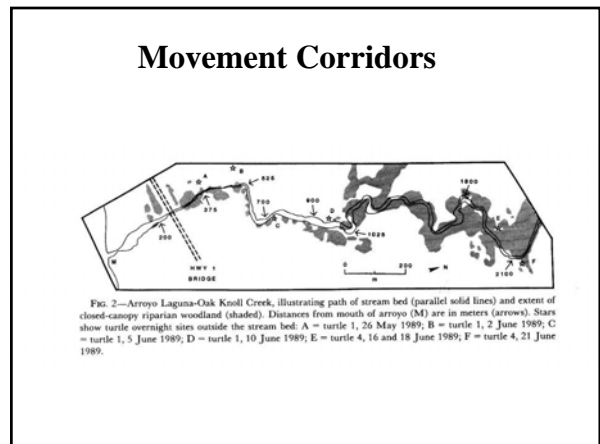 Movement Corridors
A
B
525
1800
700
900
D
275
C
E
200
1025
M
0 200
m
N
HWY 1
BRIDGE
2100
F
FIG. 2—Arroyo Laguna-Oak Knoll Creek, illustrating path of stream bed (parallel solid lines) and extent of
closed-canopy riparian woodland (shaded). Distances from mouth of arroyo (M) are in meters (arrows). Stars
show turtle overnight sites outside the stream bed: A = turtle 1, 26 May 1989; B = turtle 1, 2 June 1989; C
= turtle 1, 5 June 1989; D = turtle 1, 10 June 1989; E = turtle 4, 16 and 18 June 1989; F = turtle 4, 21 June
1989.